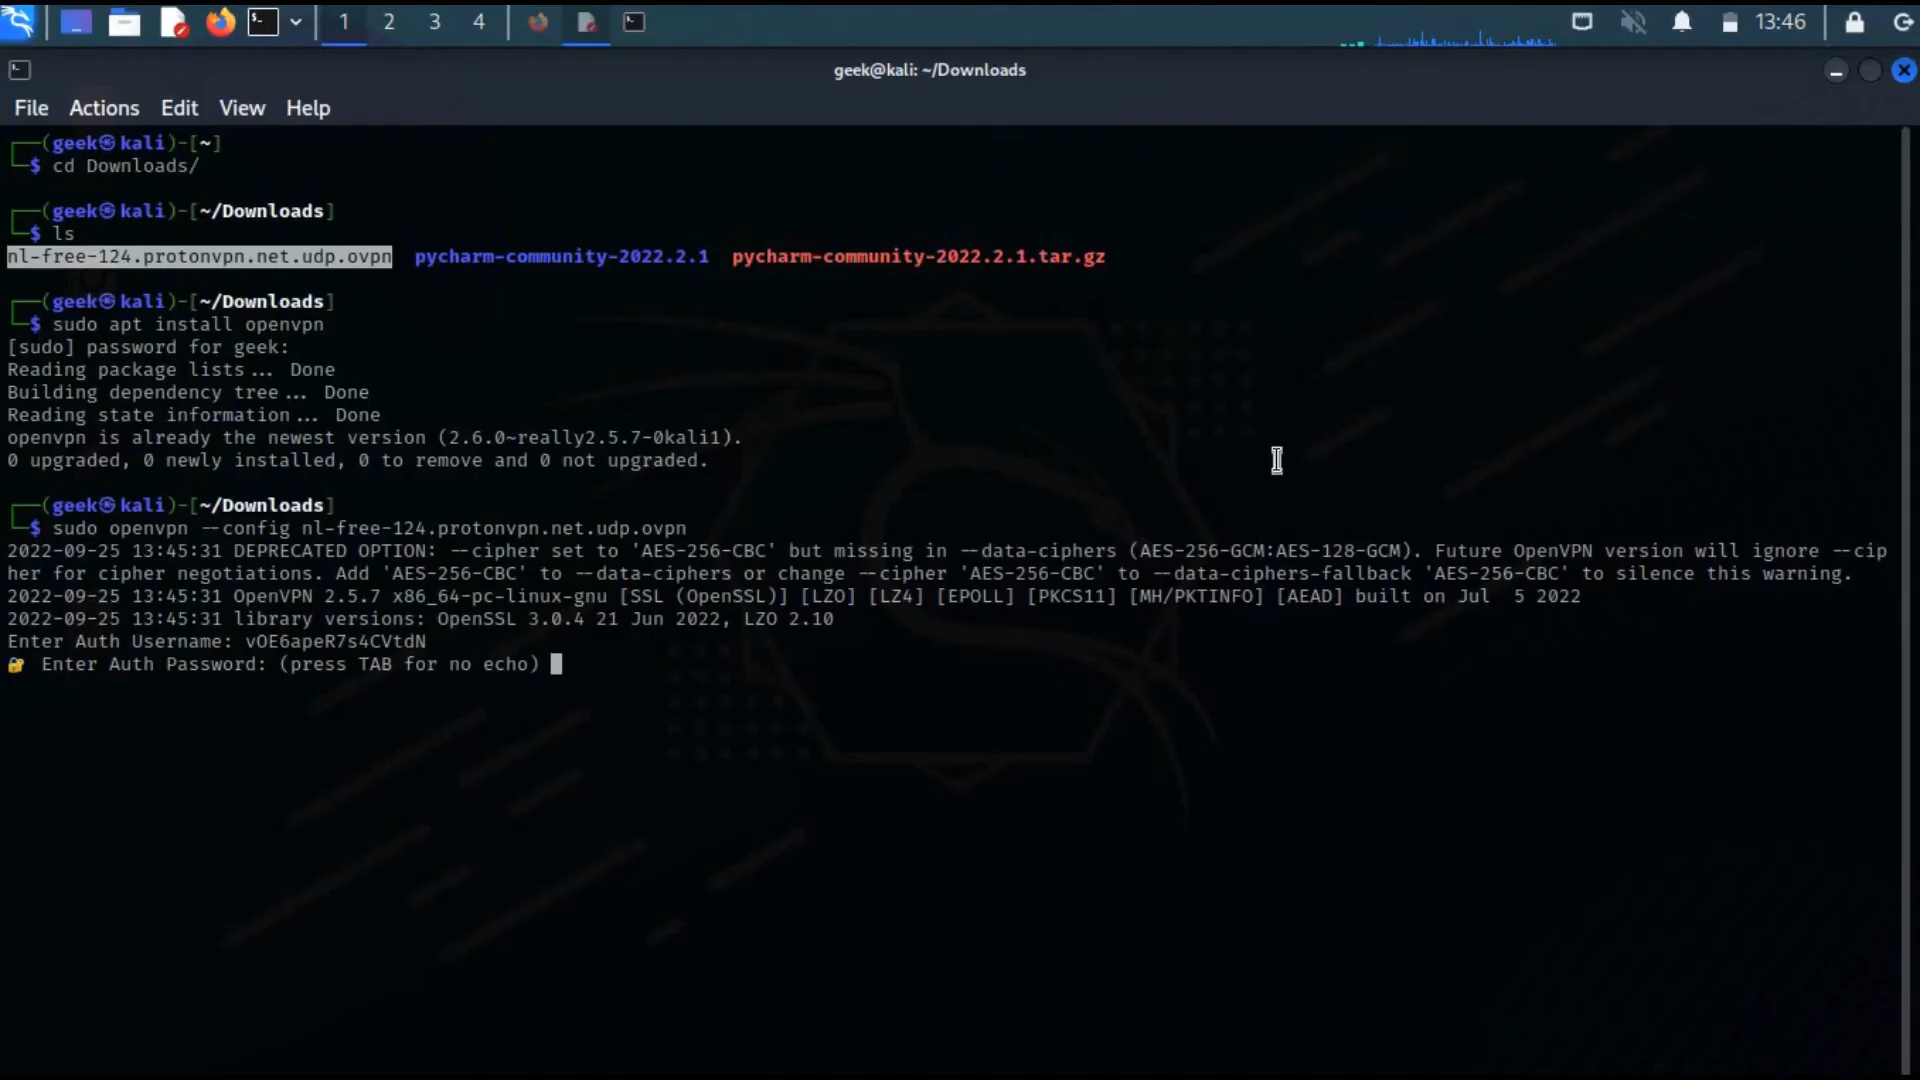 1 2 3 4 13:46
geek@kali: ~/Downloads
File Actions Edit View Help
┌──(geek㉿kali)-[~]
└─$ cd Downloads/
┌──(geek㉿kali)-[~/Downloads]
└─$ ls
nl-free-124.protonvpn.net.udp.ovpn pycharm-community-2022.2.1 pycharm-community-2022.2.1.tar.gz
┌──(geek㉿kali)-[~/Downloads]
└─$ sudo apt install openvpn
[sudo] password for geek:
Reading package lists... Done
Building dependency tree... Done
Reading state information... Done
openvpn is already the newest version (2.6.0~really2.5.7-0kali1).
0 upgraded, 0 newly installed, 0 to remove and 0 not upgraded.
┌──(geek㉿kali)-[~/Downloads]
└─$ sudo openvpn --config nl-free-124.protonvpn.net.udp.ovpn
2022-09-25 13:45:31 DEPRECATED OPTION: --cipher set to 'AES-256-CBC' but missing in --data-ciphers (AES-256-GCM:AES-128-GCM). Future OpenVPN version will ignore --cip
her for cipher negotiations. Add 'AES-256-CBC' to --data-ciphers or change --cipher 'AES-256-CBC' to --data-ciphers-fallback 'AES-256-CBC' to silence this warning.
2022-09-25 13:45:31 OpenVPN 2.5.7 x86_64-pc-linux-gnu [SSL (OpenSSL)] [LZO] [LZ4] [EPOLL] [PKCS11] [MH/PKTINFO] [AEAD] built on Jul  5 2022
2022-09-25 13:45:31 library versions: OpenSSL 3.0.4 21 Jun 2022, LZO 2.10
Enter Auth Username: vOE6apeR7s4CVtdN
🔐 Enter Auth Password: (press TAB for no echo)